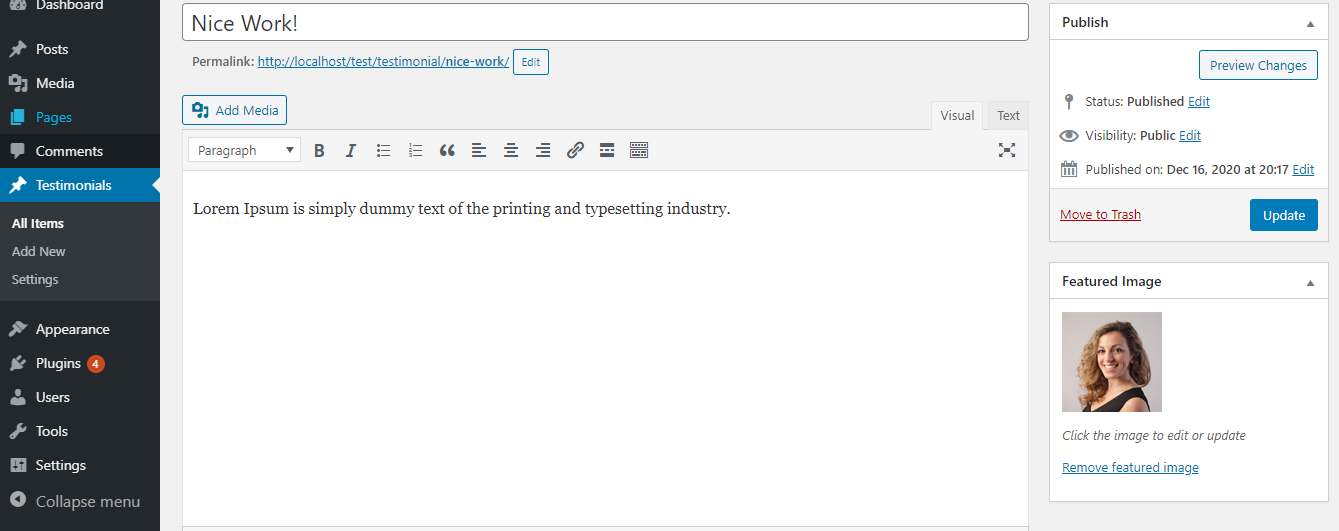 Dashboard
Posts
Media
Pages
Comments
Testimonials
All Items
Add New
Settings
Appearance
Plugins 4
Users
Tools
Settings
Collapse menu
Nice Work!
Permalink: http://localhost/test/testimonial/nice-work/ Edit
Add Media
Visual Text
Paragraph B I
Lorem Ipsum is simply dummy text of the printing and typesetting industry.
Publish
Preview Changes
Status: Published Edit
Visibility: Public Edit
Published on: Dec 16, 2020 at 20:17 Edit
Move to Trash Update
Featured Image
Click the image to edit or update
Remove featured image